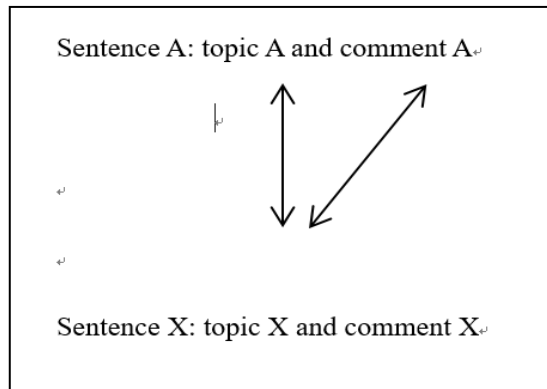 Sentence A: topic A and comment A
Sentence X: topic X and comment X